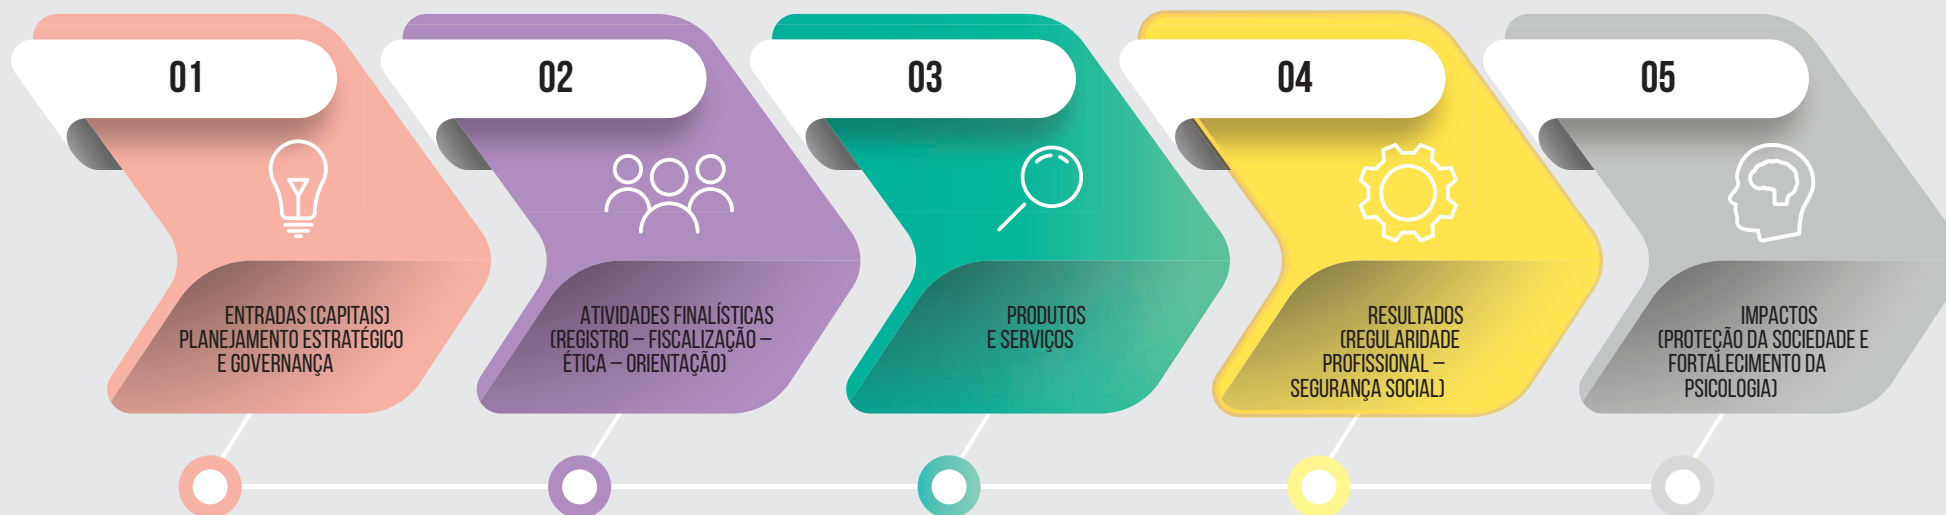 01
ENTRADAS (CAPITAIS)
PLANEJAMENTO ESTRATÉGICO
E GOVERNANÇA
02
ATIVIDADES FINALÍSTICAS
(REGISTRO – FISCALIZAÇÃO –
ÉTICA – ORIENTAÇÃO)
03
PRODUTOS
E SERVIÇOS
04
RESULTADOS
(REGULARIDADE
PROFISSIONAL –
SEGURANÇA SOCIAL)
05
IMPACTOS
(PROTEÇÃO DA SOCIEDADE E
FORTALECIMENTO DA
PSICOLOGIA)